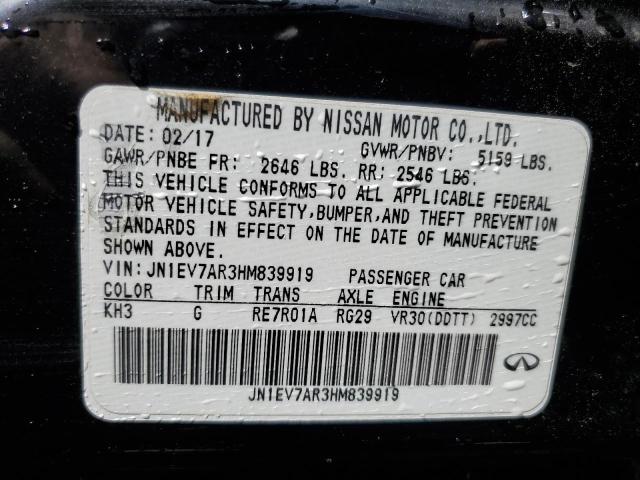 MANUFACTURED BY NISSAN MOTOR CO.,LTD.
DATE: 02/17 GVWR/PNBV: 5159 LBS.
GAWR/PNBE FR: 2646 LBS. RR: 2546 LBS.
THIS VEHICLE CONFORMS TO ALL APPLICABLE FEDERAL
MOTOR VEHICLE SAFETY,BUMPER,AND THEFT PREVENTION
STANDARDS IN EFFECT ON THE DATE OF MANUFACTURE
SHOWN ABOVE.
VIN: JN1EV7AR3HM839919 PASSENGER CAR
COLOR TRIM TRANS AXLE ENGINE
KH3 G RE7R01A RG29 VR30(DDTT) 2997CC
JN1EV7AR3HM839919